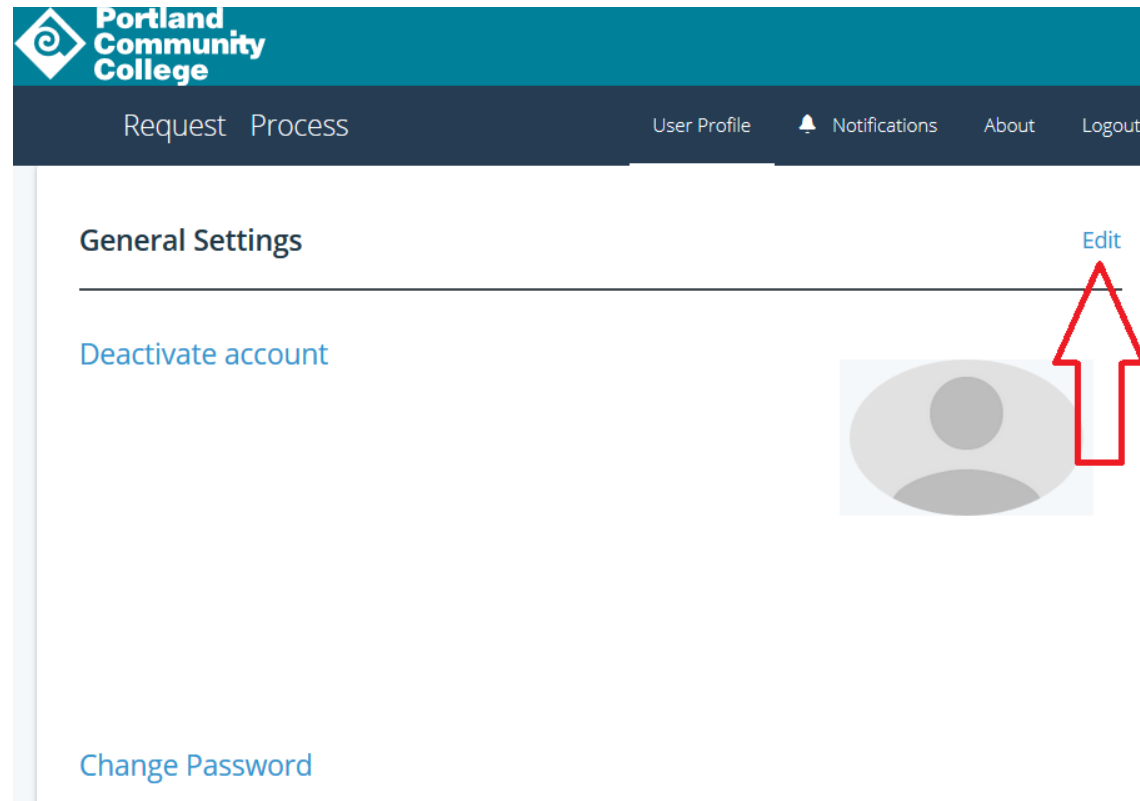 Portland
Community
College
Request Process User Profile Notifications About Logout
General Settings Edit
Deactivate account
Change Password